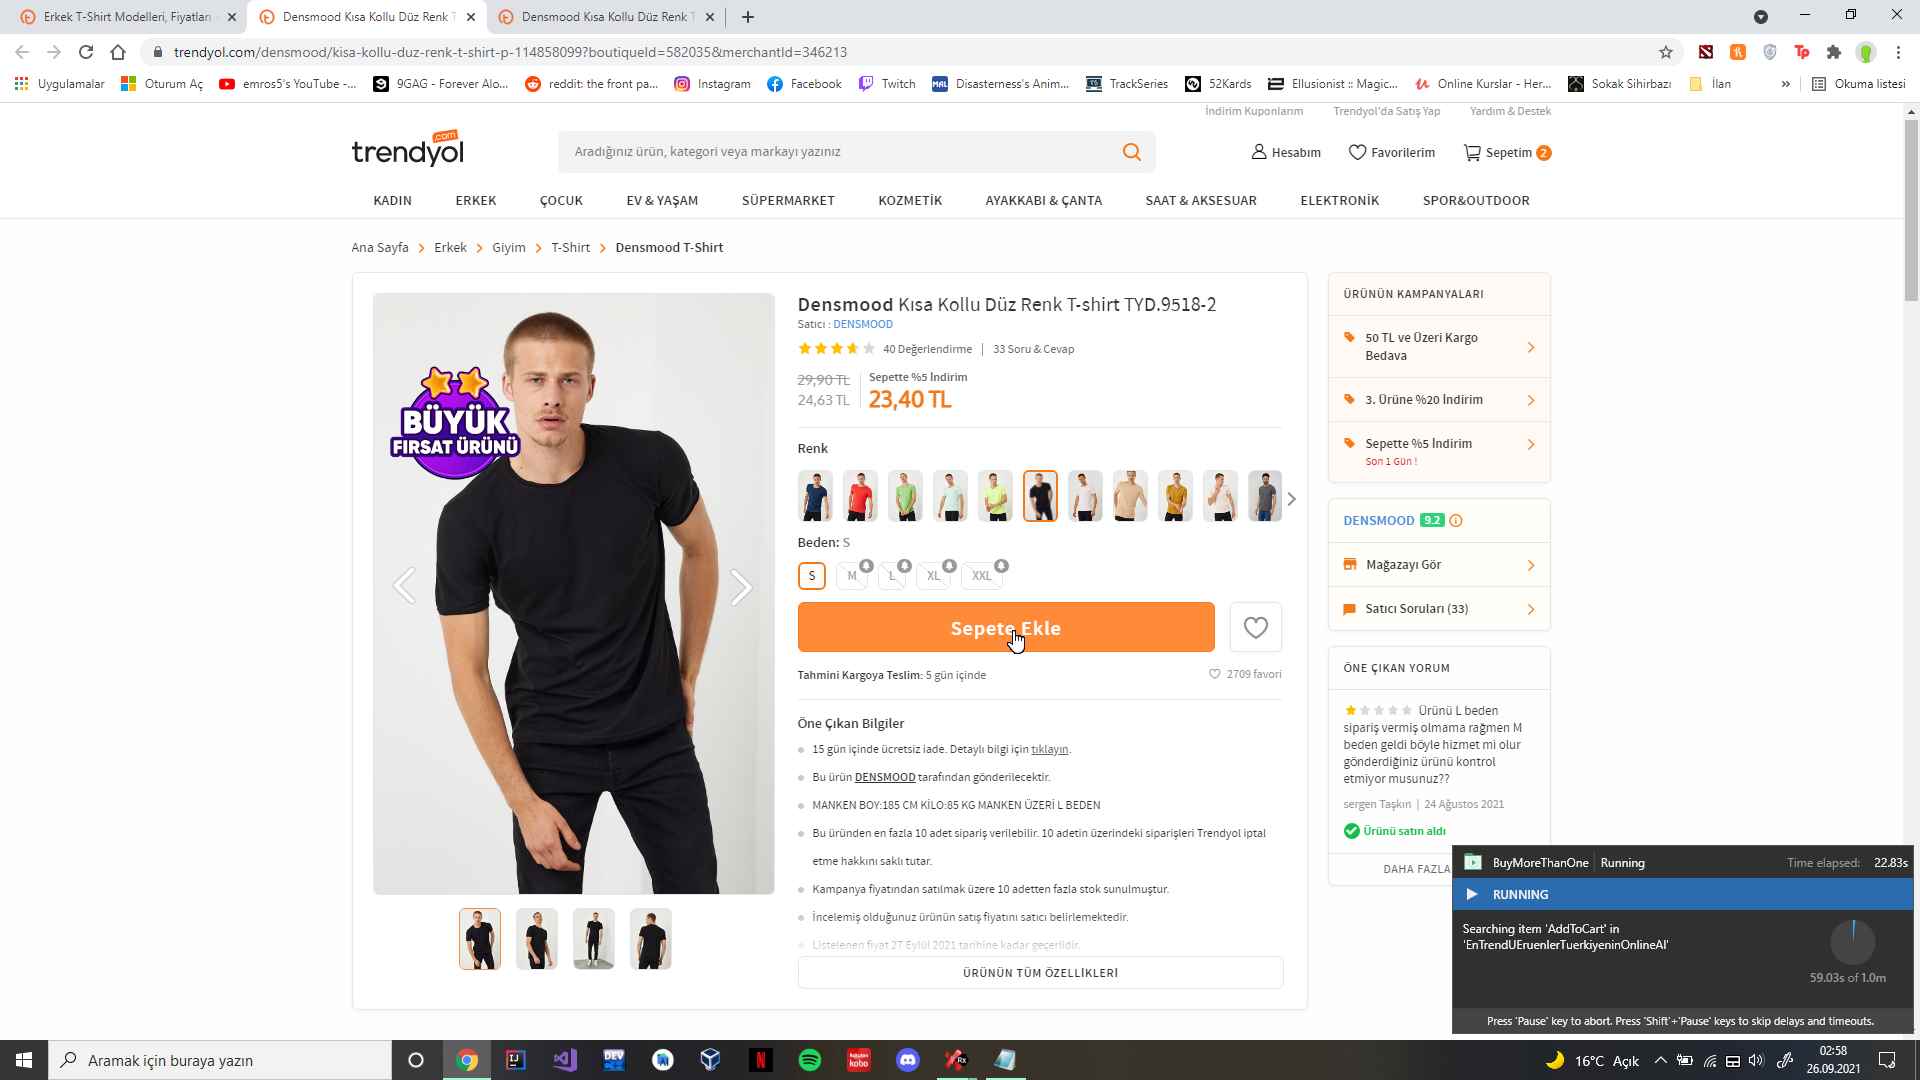 Erkek T-Shirt Modelleri, Fiyatları
Densmood Kısa Kollu Düz Renk T
Densmood Kısa Kollu Düz Renk T
trendyol.com/densmood/kisa-kollu-duz-renk-t-shirt-p-114858099?boutiqueId=582035&merchantId=346213
Uygulamalar
Oturum Aç
emros5's YouTube -...
9GAG - Forever Alo...
reddit: the front pa...
Instagram
Facebook
Twitch
Disasterness's Anim...
TrackSeries
52Kards
Ellusionist :: Magic...
Online Kurslar - Her...
Sokak Sihirbazı
İlan
»
Okuma listesi
İndirim Kuponlarım
Trendyol'da Satış Yap
Yardım & Destek
trendyol
.com
Aradığınız ürün, kategori veya markayı yazınız
Hesabım
Favorilerim
Sepetim 2
KADIN
ERKEK
ÇOCUK
EV & YAŞAM
SÜPERMARKET
KOZMETİK
AYAKKABI & ÇANTA
SAAT & AKSESUAR
ELEKTRONİK
SPOR&OUTDOOR
Ana Sayfa > Erkek > Giyim > T-Shirt > Densmood T-Shirt
BÜYÜK
FIRSAT ÜRÜNÜ
Densmood Kısa Kollu Düz Renk T-shirt TYD.9518-2
Satıcı : DENSMOOD
40 Değerlendirme | 33 Soru & Cevap
29,90 TL
24,63 TL
Sepette %5 İndirim
23,40 TL
Renk
Beden: S
S
M
L
XL
XXL
Sepete Ekle
Tahmini Kargoya Teslim: 5 gün içinde
2709 favori
Öne Çıkan Bilgiler
15 gün içinde ücretsiz iade. Detaylı bilgi için tıklayın.
Bu ürün DENSMOOD tarafından gönderilecektir.
MANKEN BOY:185 CM KİLO:85 KG MANKEN ÜZERİ L BEDEN
Bu üründen en fazla 10 adet sipariş verilebilir. 10 adetin üzerindeki siparişleri Trendyol iptal
etme hakkını saklı tutar.
Kampanya fiyatından satılmak üzere 10 adetten fazla stok sunulmuştur.
İncelemiş olduğunuz ürünün satış fiyatını satıcı belirlemektedir.
Listelenen fiyat 27 Eylül 2021 tarihine kadar geçerlidir.
ÜRÜNÜN TÜM ÖZELLİKLERİ
ÜRÜNÜN KAMPANYALARI
50 TL ve Üzeri Kargo
Bedava
3. Ürüne %20 İndirim
Sepette %5 İndirim
Son 1 Gün !
DENSMOOD 9.2
Mağazayı Gör
Satıcı Soruları (33)
ÖNE ÇIKAN YORUM
Ürünü L beden
sipariş vermiş olmama rağmen M
beden geldi böyle hizmet mi olur
gönderdiğiniz ürünü kontrol
etmiyor musunuz??
sergen Taşkın | 24 Ağustos 2021
Ürünü satın aldı
DAHA FAZLA
BuyMoreThanOne
Running
Time elapsed: 22.83s
RUNNING
Searching item 'AddToCart' in
'EnTrendUEruenlerTuerkiyeninOnlineAl'
59.03s of 1.0m
Press 'Pause' key to abort. Press 'Shift'+'Pause' keys to skip delays and timeouts.
Aramak için buraya yazın
16°C Açık
02:58
26.09.2021